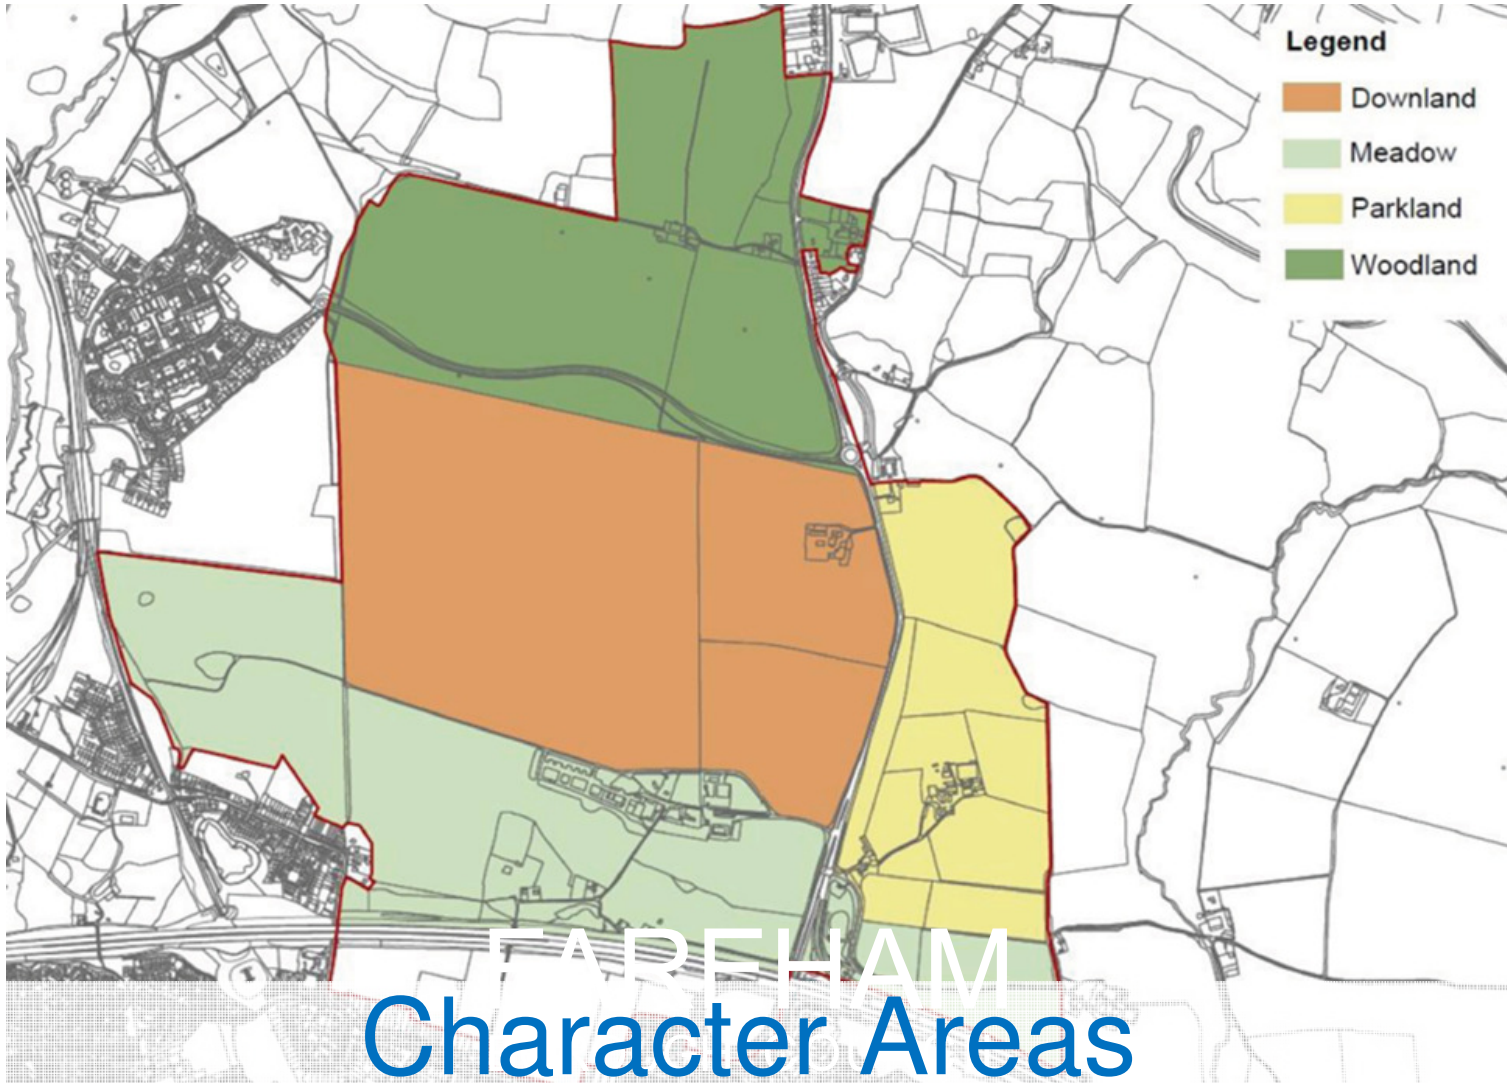 Legend
Downland
Meadow
Parkland
Woodland
FAREHAM
Character Areas